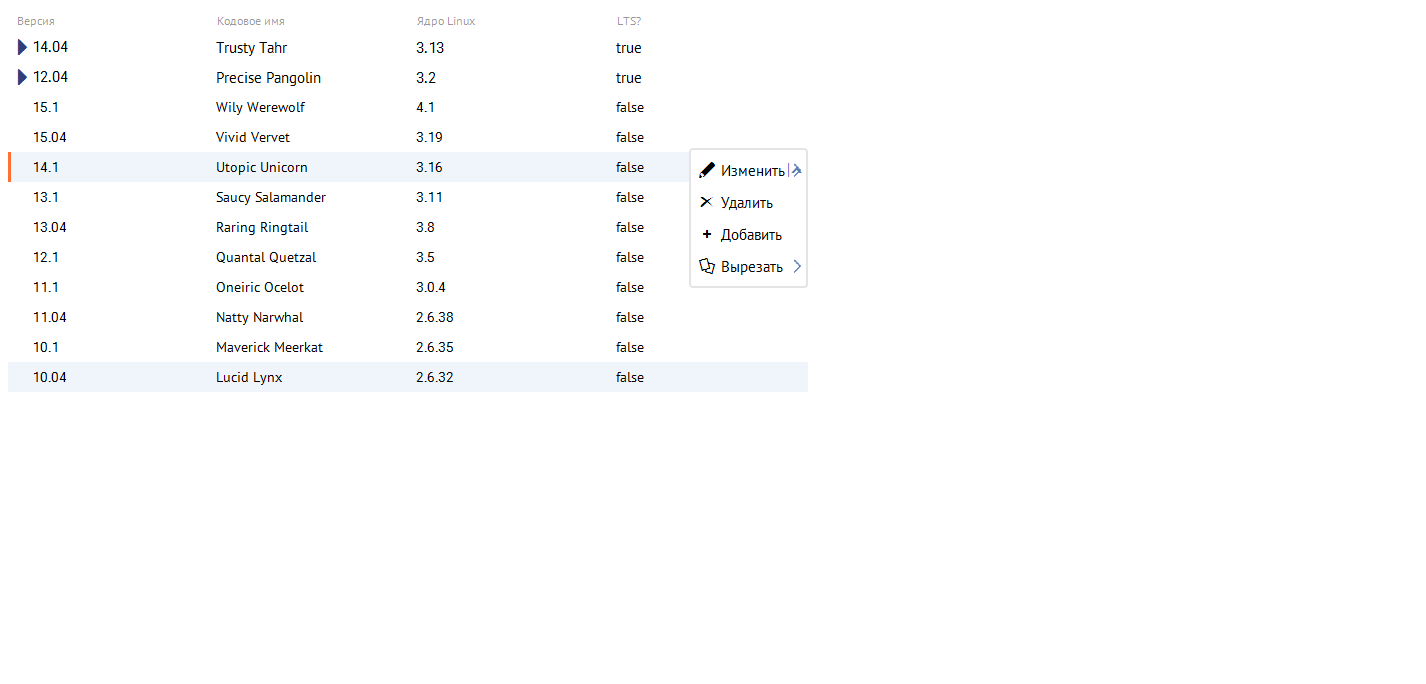 Версия Кодовое имя Ядро Linux LTS?
14.04 Trusty Tahr 3.13 true
12.04 Precise Pangolin 3.2 true
15.1 Wily Werewolf 4.1 false
15.04 Vivid Vervet 3.19 false
14.1 Utopic Unicorn 3.16 false
13.1 Saucy Salamander 3.11 false
13.04 Raring Ringtail 3.8 false
12.1 Quantal Quetzal 3.5 false
11.1 Oneiric Ocelot 3.0.4 false
11.04 Natty Narwhal 2.6.38 false
10.1 Maverick Meerkat 2.6.35 false
10.04 Lucid Lynx 2.6.32 false
Изменить
Удалить
Добавить
Вырезать